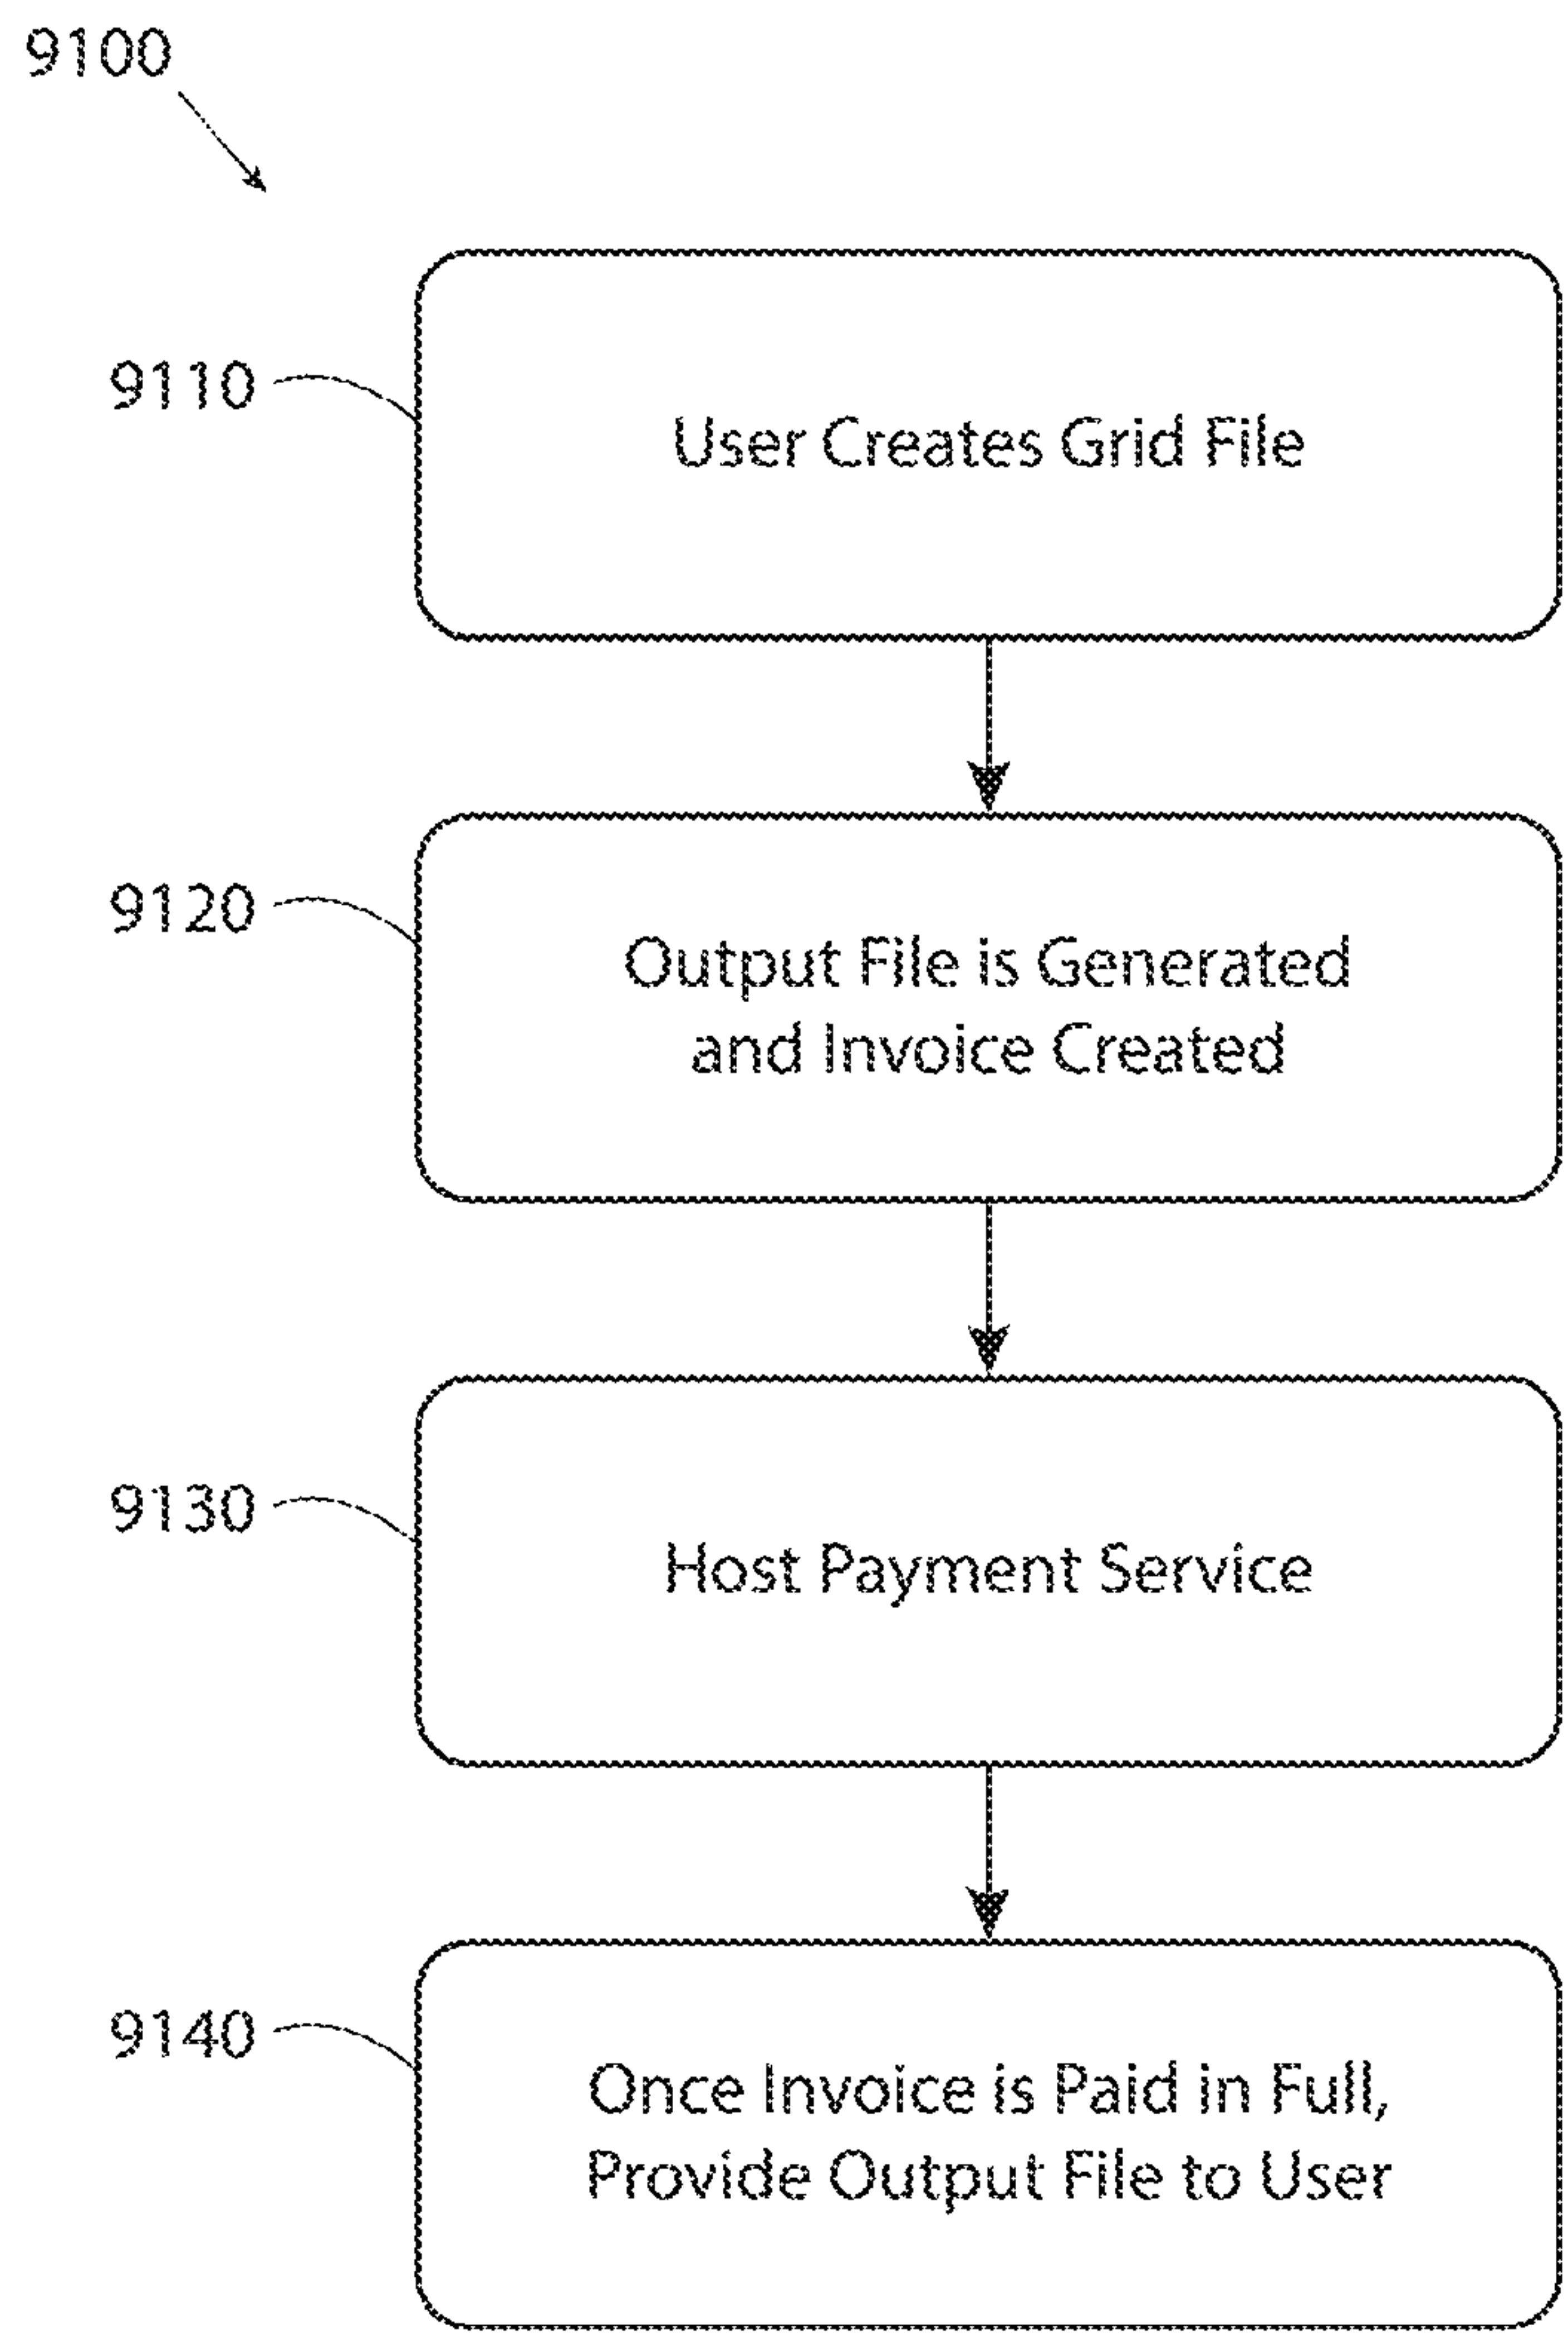 9100
9110
User Creates Grid File
9120
Output File is Generated
and Invoice Created
9130
Host Payment Service
9140
Once Invoice is Paid in Full,
Provide Output File to User